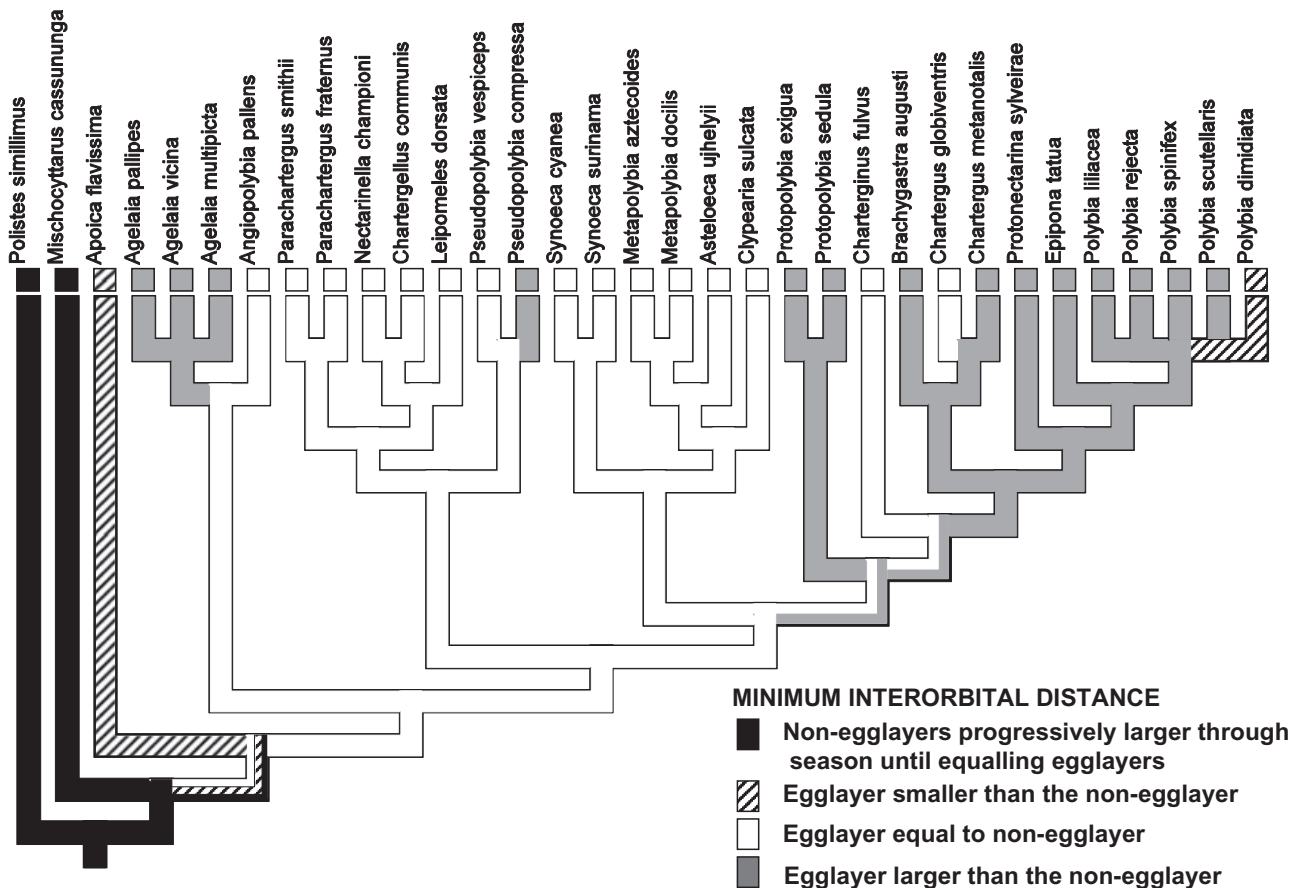 Polistes simillimus
Mischocyttarus cassununga
Apoica flavissima
Agelaia pallipes
Agelaia vicina
Agelaia multipicta
Angiopolybia pallens
Parachartergus smithii
Parachartergus fraternus
Nectarinella championi
Chartergellus communis
Leipomeles dorsata
Pseudopolybia vespiceps
Pseudopolybia compressa
Synoeca cyanea
Synoeca surinama
Metapolybia aztecoides
Metapolybia docilis
Asteloeca ujhelyii
Clypearia sulcata
Protopolybia exigua
Protopolybia sedula
Charterginus fulvus
Brachygastra augusti
Chartergus globiventris
Chartergus metanotalis
Protonectarina sylveirae
Epipona tatua
Polybia liliacea
Polybia rejecta
Polybia spinifex
Polybia scutellaris
Polybia dimidiata
MINIMUM INTERORBITAL DISTANCE
Non-egglayers progressively larger through
season until equalling egglayers
Egglayer smaller than the non-egglayer
Egglayer equal to non-egglayer
Egglayer larger than the non-egglayer